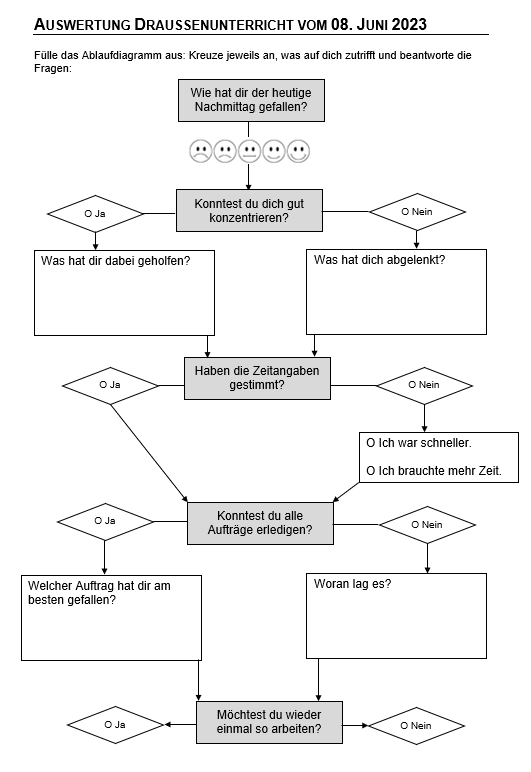 AUSWERTUNG DRAUSSENUNTERRICHT VOM 08. JUNI 2023
Fülle das Ablaufdiagramm aus: Kreuze jeweils an, was auf dich zutrifft und beantworte die
Fragen:
Wie hat dir der heutige
Nachmittag gefallen?
Konntest du dich gut
konzentrieren?
O Ja
O Nein
Was hat dir dabei geholfen?
Was hat dich abgelenkt?
Haben die Zeitangaben
gestimmt?
O Ja
O Nein
O Ich war schneller.
O Ich brauchte mehr Zeit.
Konntest du alle
Aufträge erledigen?
O Ja
O Nein
Welcher Auftrag hat dir am
besten gefallen?
Woran lag es?
Möchtest du wieder
einmal so arbeiten?
O Ja
O Nein